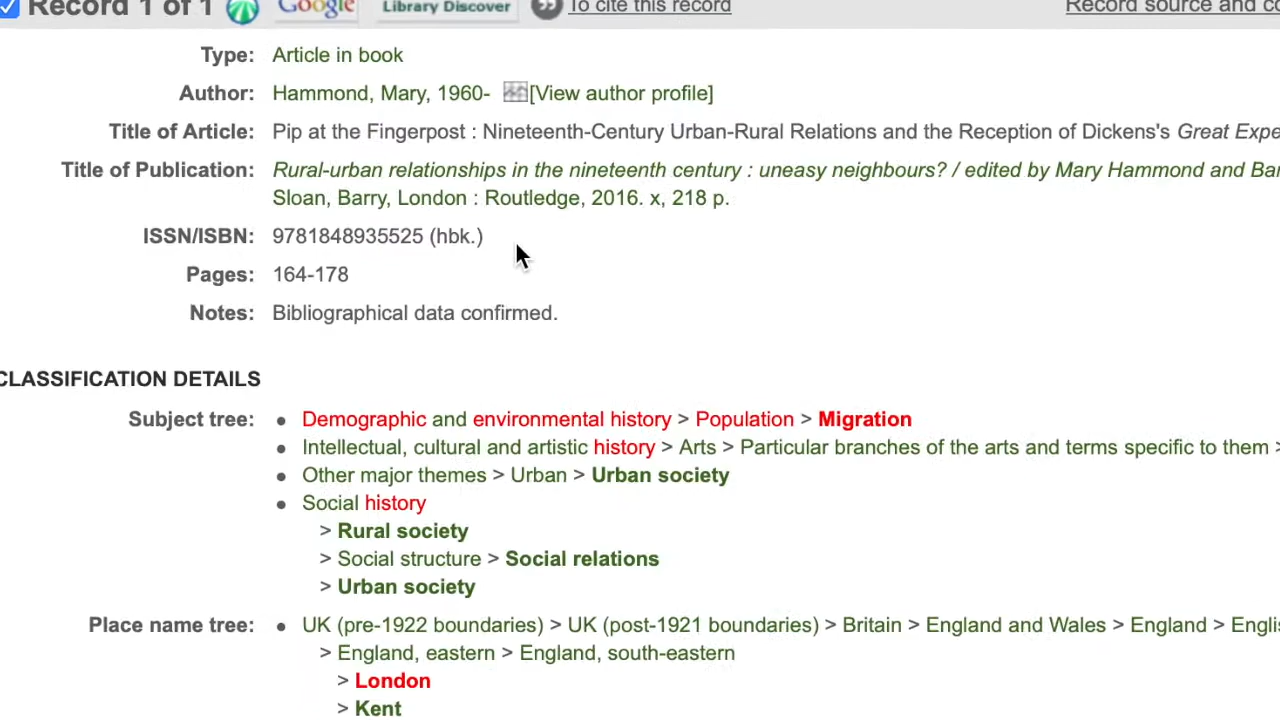 Record 1 of 1 Google Library Discover To cite this record Record source and co
Type: Article in book
Author: Hammond, Mary, 1960- [View author profile]
Title of Article: Pip at the Fingerpost : Nineteenth-Century Urban-Rural Relations and the Reception of Dickens's Great Expe
Title of Publication: Rural-urban relationships in the nineteenth century : uneasy neighbours? / edited by Mary Hammond and Bar
Sloan, Barry, London : Routledge, 2016. x, 218 p.
ISSN/ISBN: 9781848935525 (hbk.)
Pages: 164-178
Notes: Bibliographical data confirmed.
CLASSIFICATION DETAILS
Subject tree: • Demographic and environmental history > Population > Migration
• Intellectual, cultural and artistic history > Arts > Particular branches of the arts and terms specific to them >
• Other major themes > Urban > Urban society
• Social history
> Rural society
> Social structure > Social relations
> Urban society
Place name tree: • UK (pre-1922 boundaries) > UK (post-1921 boundaries) > Britain > England and Wales > England > Englis
> England, eastern > England, south-eastern
> London
> Kent